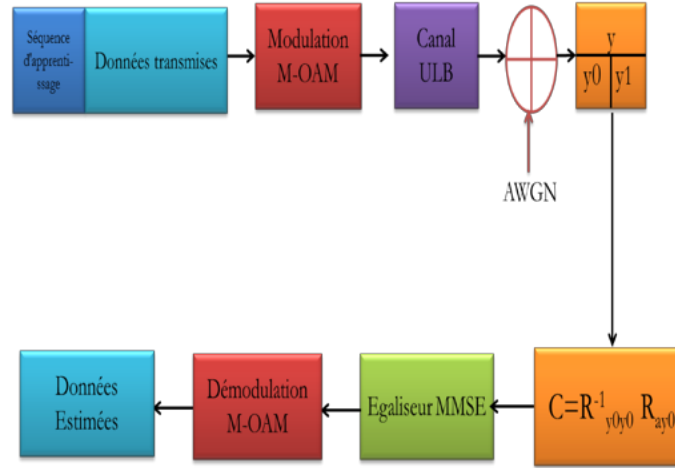 Séquence
d'apprenti-
ssage
Données transmises
Modulation
M-OAM
Canal
ULB
y
y0 y1
AWGN
Données
Estimées
Démodulation
M-OAM
Egaliseur MMSE
C=R⁻¹y0y0 Ray0